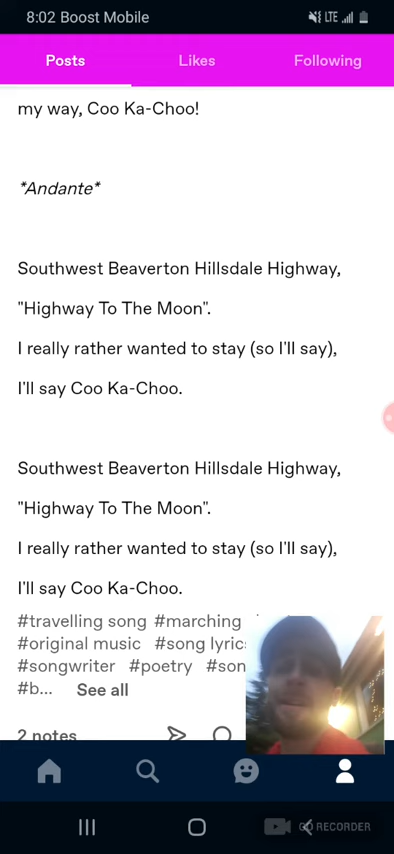 8:02 Boost Mobile LTE
Posts Likes Following
my way, Coo Ka-Choo!
*Andante*
Southwest Beaverton Hillsdale Highway,
"Highway To The Moon".
I really rather wanted to stay (so I'll say),
I'll say Coo Ka-Choo.
Southwest Beaverton Hillsdale Highway,
"Highway To The Moon".
I really rather wanted to stay (so I'll say),
I'll say Coo Ka-Choo.
#travelling song #marching
#original music #song lyric
#songwriter #poetry #son
#b... See all
2 notes
GO RECORDER